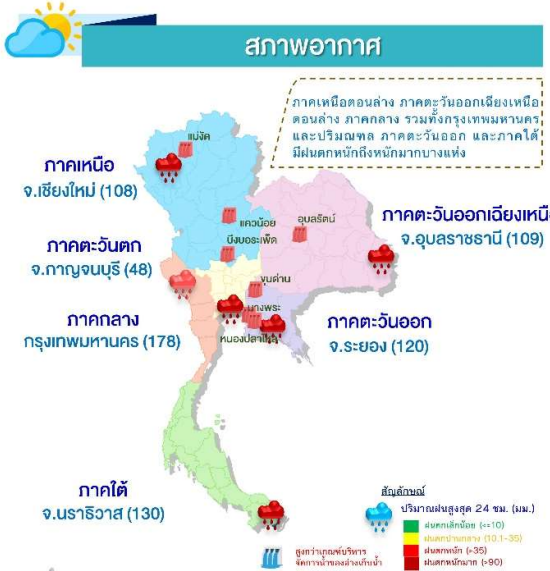 สภาพอากาศ
ภาคเหนือตอนล่าง ภาคตะวันออกเฉียงเหนือ
ตอนล่าง ภาคกลาง รวมทั้งกรุงเทพมหานคร
และปริมณฑล ภาคตะวันออก และภาคใต้
มีฝนตกหนักถึงหนักมากบางแห่ง
แม่งัด
ภาคเหนือ
จ.เชียงใหม่ (108)
แควน้อย
บึงบอระเพ็ด
อุบลรัตน์
ภาคตะวันออกเฉียงเหนือ
จ.อุบลราชธานี (109)
ภาคตะวันตก
จ.กาญจนบุรี (48)
ขุนด่าน
บางพระ
หนองปลาไหล
ภาคกลาง
กรุงเทพมหานคร (178)
ภาคตะวันออก
จ.ระยอง (120)
ภาคใต้
จ.นราธิวาส (130)
สัญลักษณ์
ปริมาณฝนสูงสุด 24 ชม. (มม.)
ฝนตกเล็กน้อย (<=10)
ฝนตกปานกลาง (10.1-35)
ฝนตกหนัก (>35)
ฝนตกหนักมาก (>90)
สูงกว่าเกณฑ์บริหาร
จัดการน้ำของอ่างเก็บน้ำ